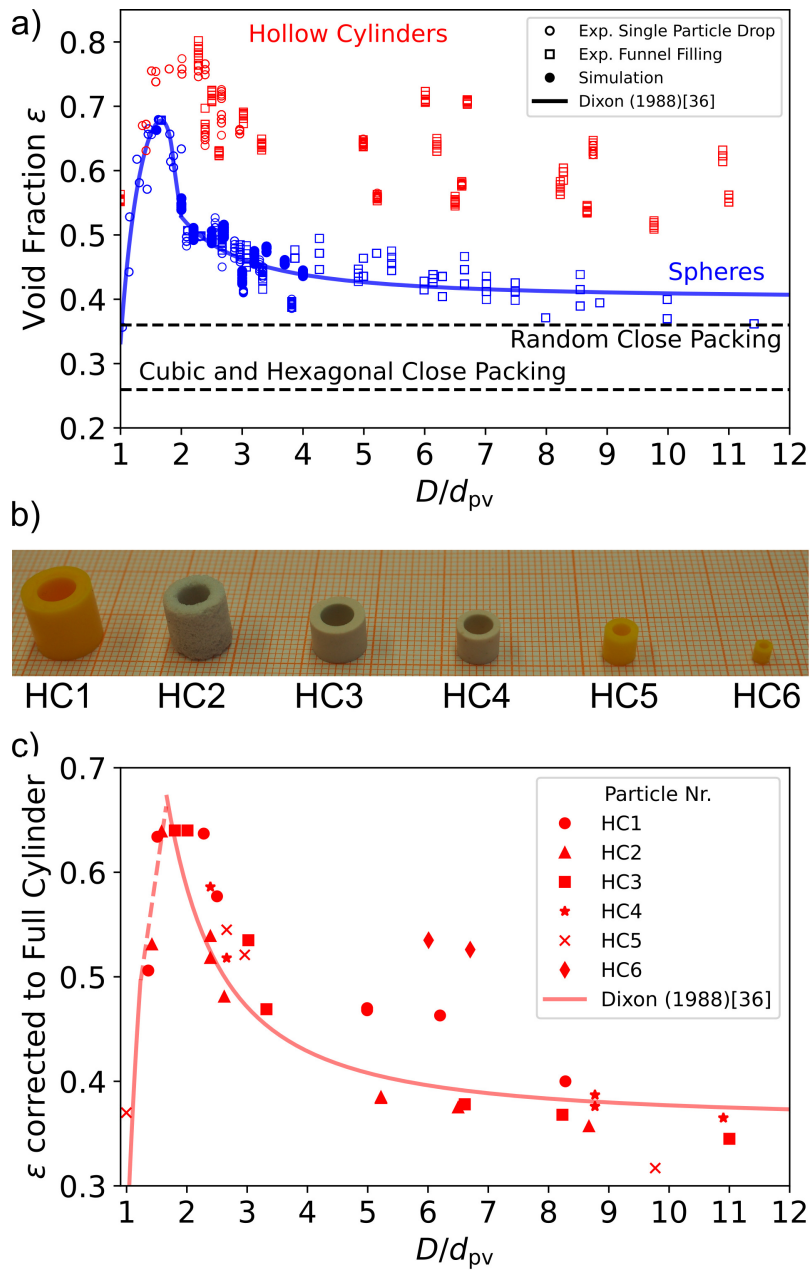 a)
Void Fraction ε
0.8
0.7
0.6
0.5
0.4
0.3
0.2
Hollow Cylinders
Exp. Single Particle Drop
Exp. Funnel Filling
Simulation
Dixon (1988)[36]
Spheres
Random Close Packing
Cubic and Hexagonal Close Packing
1 2 3 4 5 6 7 8 9 10 11 12
D/dpv
b)
HC1 HC2 HC3 HC4 HC5 HC6
c)
ε corrected to Full Cylinder
0.7
0.6
0.5
0.4
0.3
Particle Nr.
HC1
HC2
HC3
HC4
HC5
HC6
Dixon (1988)[36]
1 2 3 4 5 6 7 8 9 10 11 12
D/dpv